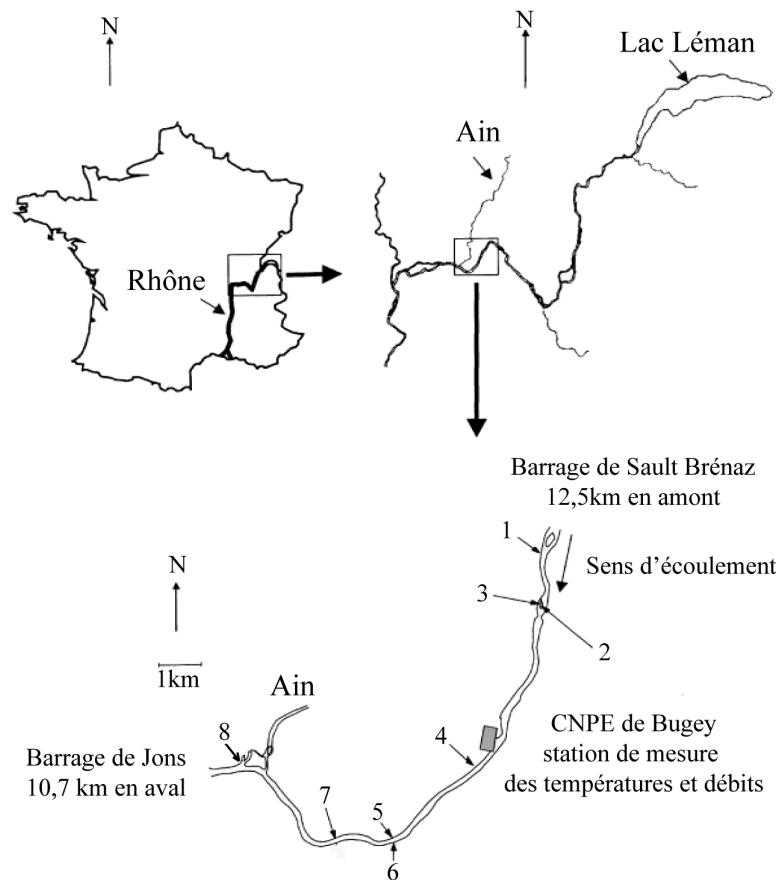 N
N
Lac Léman
Ain
Rhône
Barrage de Sault Brénaz
12,5km en amont
1
Sens d'écoulement
N
3
2
1km
Ain
CNPE de Bugey
station de mesure
des températures et débits
4
8
Barrage de Jons
10,7 km en aval
7
5
6